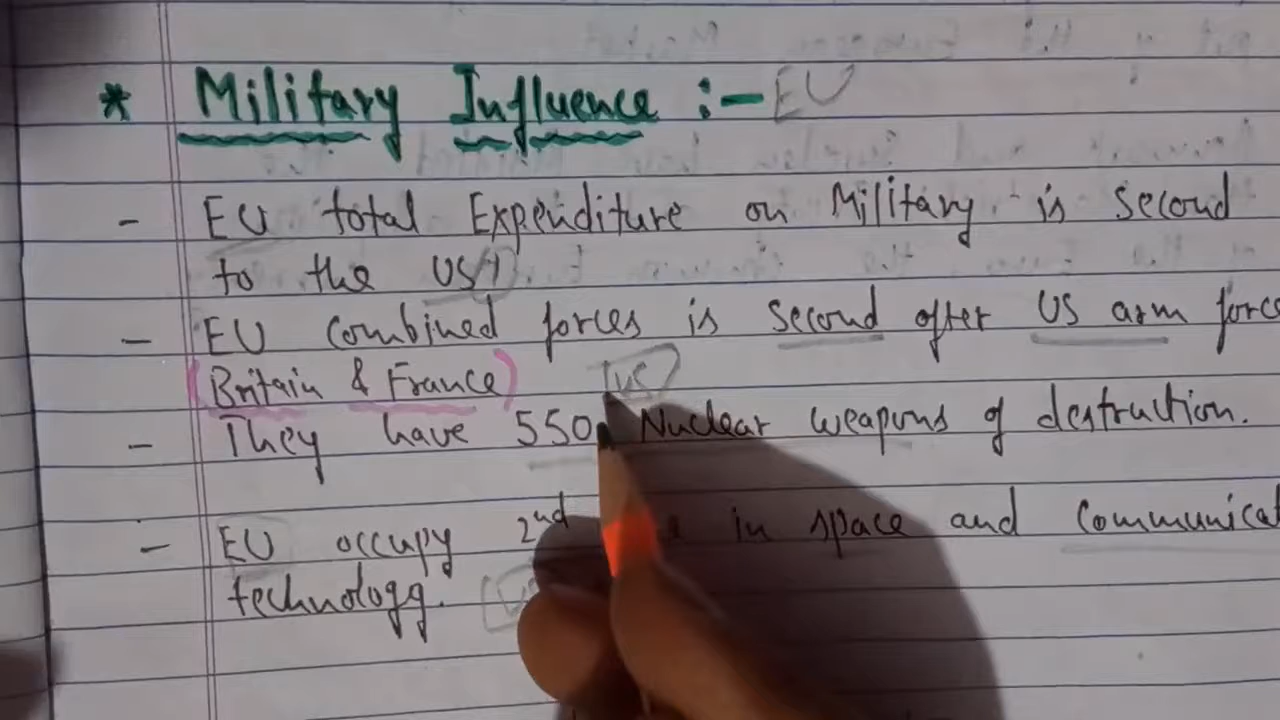 * Military Influence :- EU
- EU total Expenditure on Military is second
to the US
- EU combined forces is second after US arm forc
(Britain & France) US
- They have 550 Nuclear weapons of destruction.
- EU occupy 2nd in space and communicat
technologg.